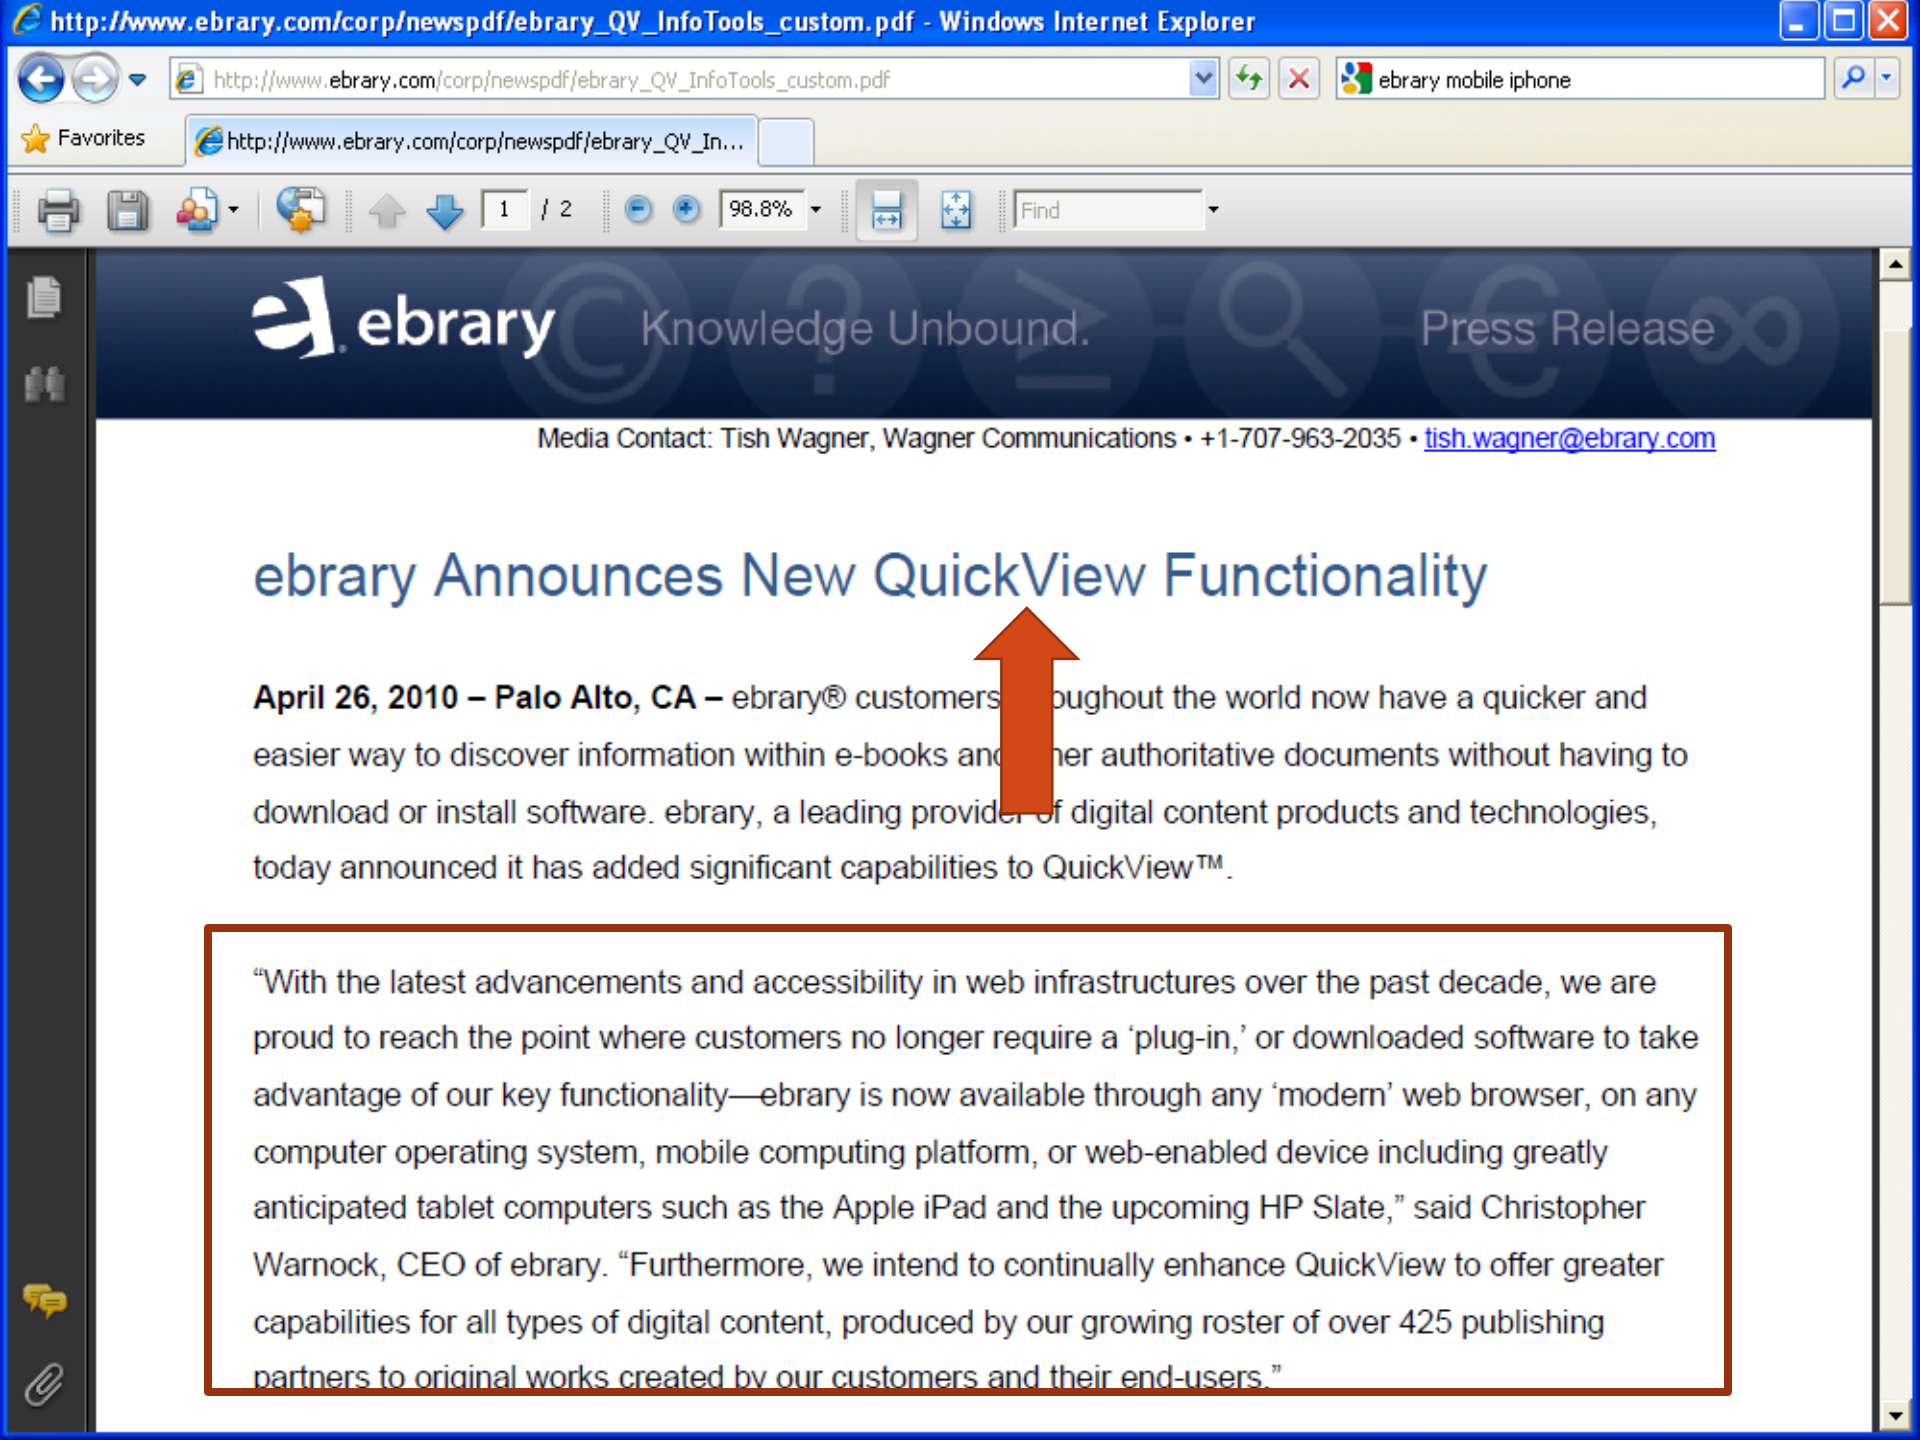 http://www.ebrary.com/corp/newspdf/ebrary_QV_InfoTools_custom.pdf - Windows Internet Explorer
http://www.ebrary.com/corp/newspdf/ebrary_QV_InfoTools_custom.pdf
ebrary mobile iphone
Favorites
http://www.ebrary.com/corp/newspdf/ebrary_QV_In...
1 / 2
98.8%
Find
ebrary
Knowledge Unbound.
Press Release
Media Contact: Tish Wagner, Wagner Communications • +1-707-963-2035 • tish.wagner@ebrary.com
ebrary Announces New QuickView Functionality
April 26, 2010 – Palo Alto, CA – ebrary® customers oughout the world now have a quicker and
easier way to discover information within e-books and her authoritative documents without having to
download or install software. ebrary, a leading provider of digital content products and technologies,
today announced it has added significant capabilities to QuickView™.
“With the latest advancements and accessibility in web infrastructures over the past decade, we are
proud to reach the point where customers no longer require a ‘plug-in,’ or downloaded software to take
advantage of our key functionality—ebrary is now available through any ‘modern’ web browser, on any
computer operating system, mobile computing platform, or web-enabled device including greatly
anticipated tablet computers such as the Apple iPad and the upcoming HP Slate,” said Christopher
Warnock, CEO of ebrary. “Furthermore, we intend to continually enhance QuickView to offer greater
capabilities for all types of digital content, produced by our growing roster of over 425 publishing
partners to original works created by our customers and their end-users.”